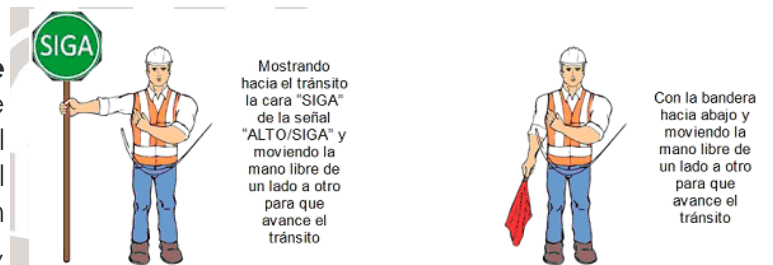 SIGA
Mostrando
hacia el tránsito
la cara "SIGA"
de la señal
"ALTO/SIGA" y
moviendo la
mano libre de
un lado a otro
para que
avance el
tránsito
Con la bandera
hacia abajo y
moviendo la
mano libre de
un lado a otro
para que
avance el
tránsito